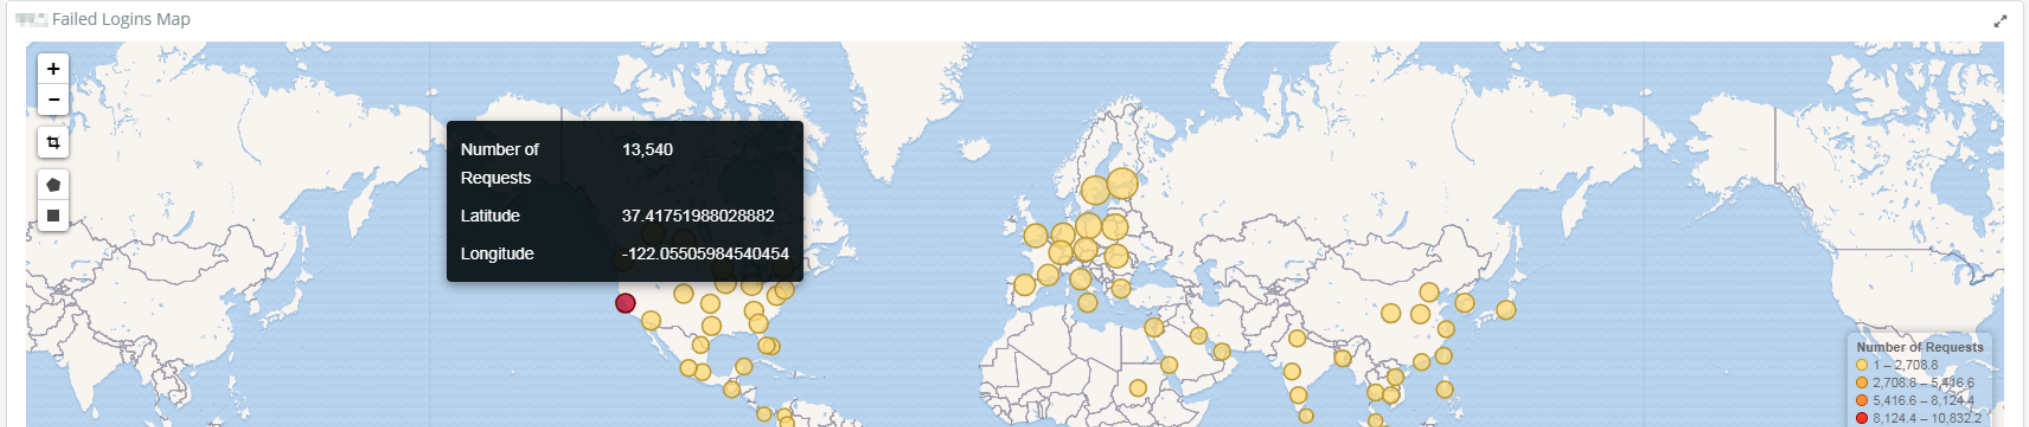 Failed Logins Map
+
-
Number of 13,540
Requests
Latitude 37.41751988028882
Longitude -122.05505984540454
Number of Requests
1 – 2,708.8
2,708.8 – 5,416.6
5,416.6 – 8,124.4
8,124.4 – 10,832.2